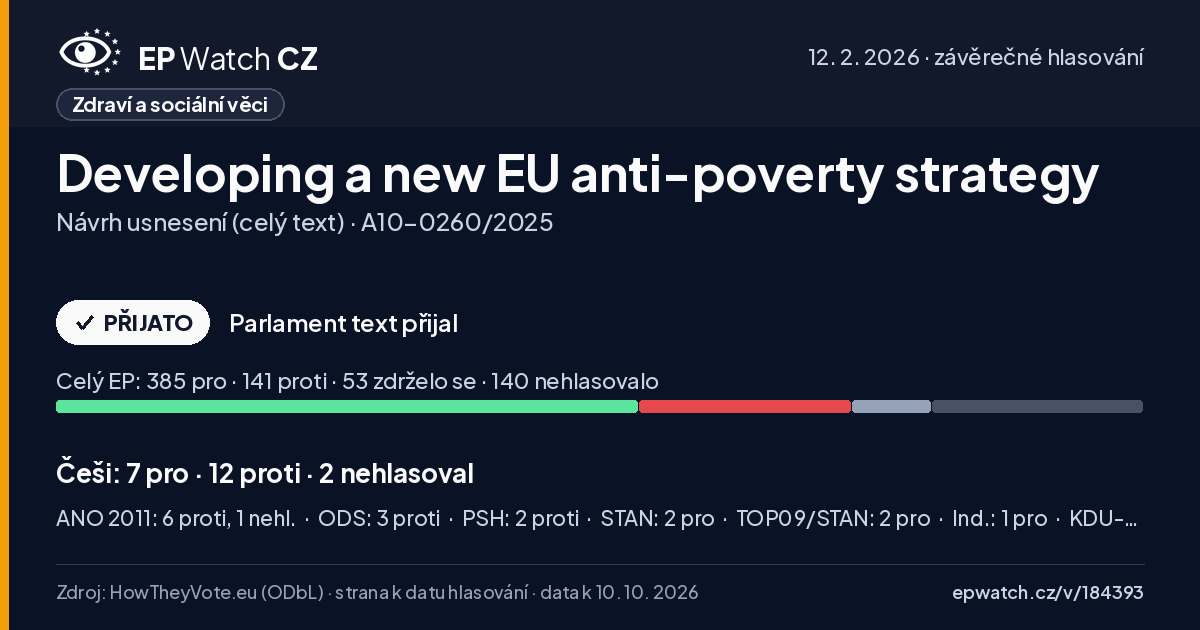 EP Watch CZ
12. 2. 2026 · závěrečné hlasování
Zdraví a sociální věci
Developing a new EU anti-poverty strategy
Návrh usnesení (celý text) · A10-0260/2025
✓ PŘIJATO Parlament text přijal
Celý EP: 385 pro · 141 proti · 53 zdrželo se · 140 nehlasovalo
Češi: 7 pro · 12 proti · 2 nehlasoval
ANO 2011: 6 proti, 1 nehl. · ODS: 3 proti · PSH: 2 proti · STAN: 2 pro · TOP09/STAN: 2 pro · Ind.: 1 pro · KDU-…
Zdroj: HowTheyVote.eu (ODbL) · strana k datu hlasování · data k 10. 10. 2026
epwatch.cz/v/184393